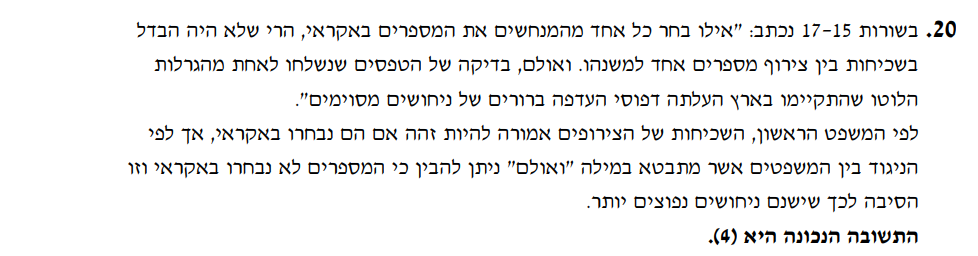 20. בשורות 15-17 נכתב: "אילו בחר כל אחד מהמנחשים את המספרים באקראי, הרי שלא היה הבדל
בשכיחות בין צירוף מספרים אחד למשנהו. ואולם, בדיקה של הטפסים שנשלחו לאחת מהגרלות
הלוטו שהתקיימו בארץ העלתה דפוסי העדפה ברורים של ניחושים מסוימים".
לפי המשפט הראשון, השכיחות של הצירופים אמורה להיות זהה אם הם נבחרו באקראי, אך לפי
הניגוד בין המשפטים אשר מתבטא במילה "ואולם" ניתן להבין כי המספרים לא נבחרו באקראי וזו
הסיבה לכך שישנם ניחושים נפוצים יותר.
התשובה הנכונה היא (4).